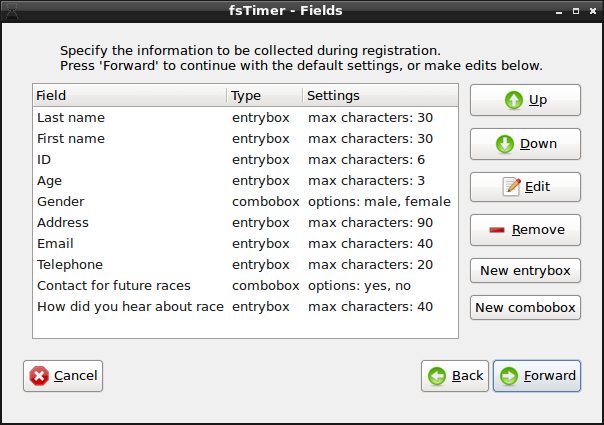 fsTimer - Fields
Specify the information to be collected during registration.
Press 'Forward' to continue with the default settings, or make edits below.
Field Type Settings
Last name entrybox max characters: 30
First name entrybox max characters: 30
ID entrybox max characters: 6
Age entrybox max characters: 3
Gender combobox options: male, female
Address entrybox max characters: 90
Email entrybox max characters: 40
Telephone entrybox max characters: 20
Contact for future races combobox options: yes, no
How did you hear about race entrybox max characters: 40
Up
Down
Edit
Remove
New entrybox
New combobox
Cancel
Back
Forward